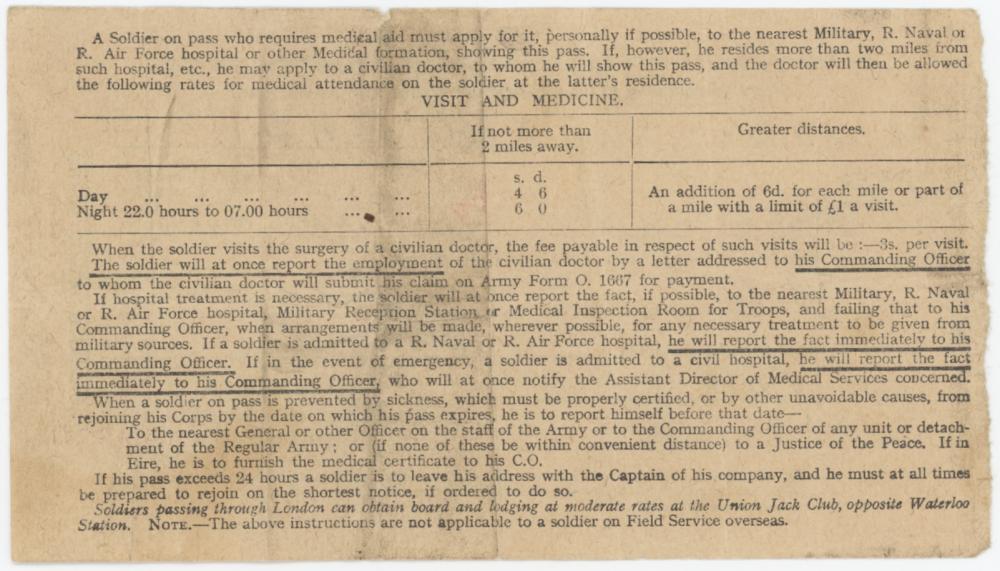 A Soldier on pass who requires medical aid must apply for it, personally if possible, to the nearest Military, R. Naval or
R. Air Force hospital or other Medical formation, showing this pass. If, however, he resides more than two miles from
such hospital, etc., he may apply to a civilian doctor, to whom he will show this pass, and the doctor will then be allowed
the following rates for medical attendance on the soldier at the latter's residence.
VISIT AND MEDICINE.
If not more than
2 miles away.
Greater distances.
s. d.
Day ... ... ... ... ... ... 4 6
Night 22.0 hours to 07.00 hours ... ... 6 0
An addition of 6d. for each mile or part of
a mile with a limit of £1 a visit.
When the soldier visits the surgery of a civilian doctor, the fee payable in respect of such visits will be :—3s. per visit.
The soldier will at once report the employment of the civilian doctor by a letter addressed to his Commanding Officer
to whom the civilian doctor will submit his claim on Army Form O. 1667 for payment.
If hospital treatment is necessary, the soldier will at once report the fact, if possible, to the nearest Military, R. Naval
or R. Air Force hospital, Military Reception Station or Medical Inspection Room for Troops, and failing that to his
Commanding Officer, when arrangements will be made, wherever possible, for any necessary treatment to be given from
military sources. If a soldier is admitted to a R. Naval or R. Air Force hospital, he will report the fact immediately to his
Commanding Officer. If in the event of emergency, a soldier is admitted to a civil hospital, he will report the fact
immediately to his Commanding Officer, who will at once notify the Assistant Director of Medical Services concerned.
When a soldier on pass is prevented by sickness, which must be properly certified, or by other unavoidable causes, from
rejoining his Corps by the date on which his pass expires, he is to report himself before that date—
To the nearest General or other Officer on the staff of the Army or to the Commanding Officer of any unit or detach-
ment of the Regular Army ; or (if none of these be within convenient distance) to a Justice of the Peace. If in
Eire, he is to furnish the medical certificate to his C.O.
If his pass exceeds 24 hours a soldier is to leave his address with the Captain of his company, and he must at all times
be prepared to rejoin on the shortest notice, if ordered to do so.
Soldiers passing through London can obtain board and lodging at moderate rates at the Union Jack Club, opposite Waterloo
Station. NOTE.—The above instructions are not applicable to a soldier on Field Service overseas.